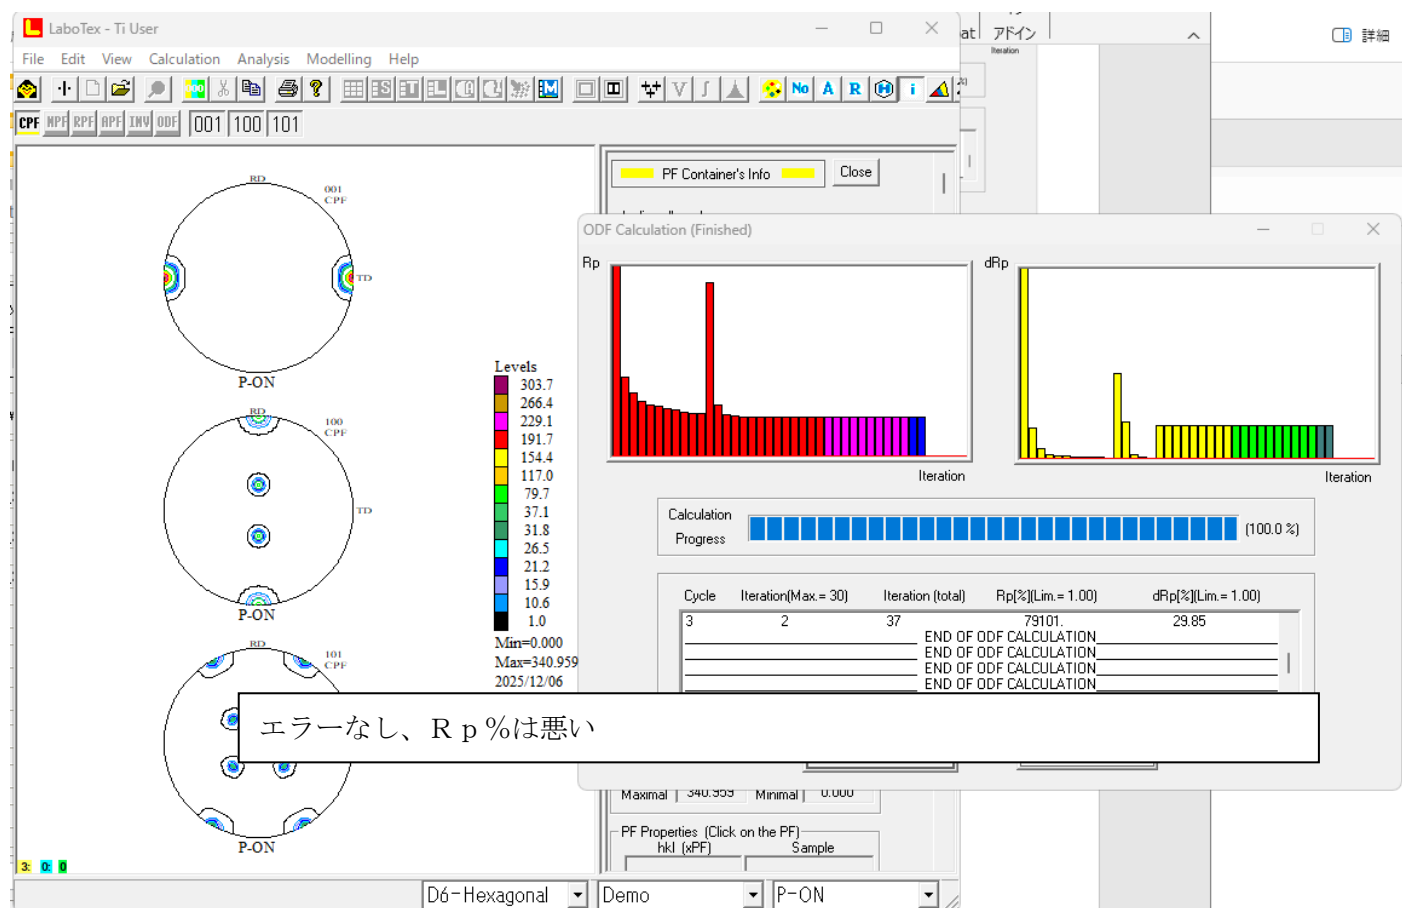 LaboTex - Ti User
File Edit View Calculation Analysis Modelling Help
at アドイン
Iteration
詳細
No A R i
CPF NPF RPF APF INV ODF 001 100 101
PF Container's Info Close
RD
001
CPF
TD
P-ON
RD
100
CPF
TD
P-ON
RD
101
CPF
P-ON
Levels
303.7
266.4
229.1
191.7
154.4
117.0
79.7
37.1
31.8
26.5
21.2
15.9
10.6
1.0
Min=0.000
Max=340.959
2025/12/06
ODF Calculation (Finished)
Rp
Iteration
dRp
Iteration
Calculation
Progress
(100.0 %)
Cycle Iteration(Max.= 30) Iteration (total) Rp[%](Lim.= 1.00) dRp[%](Lim.= 1.00)
3 2 37 79101. 29.85
END OF ODF CALCULATION
END OF ODF CALCULATION
END OF ODF CALCULATION
END OF ODF CALCULATION
エラーなし、Ｒｐ％は悪い
Maximal 340.959 Minimal 0.000
PF Properties (Click on the PF)
hkl (xPF) Sample
3: 0: 0
D6-Hexagonal Demo P-ON